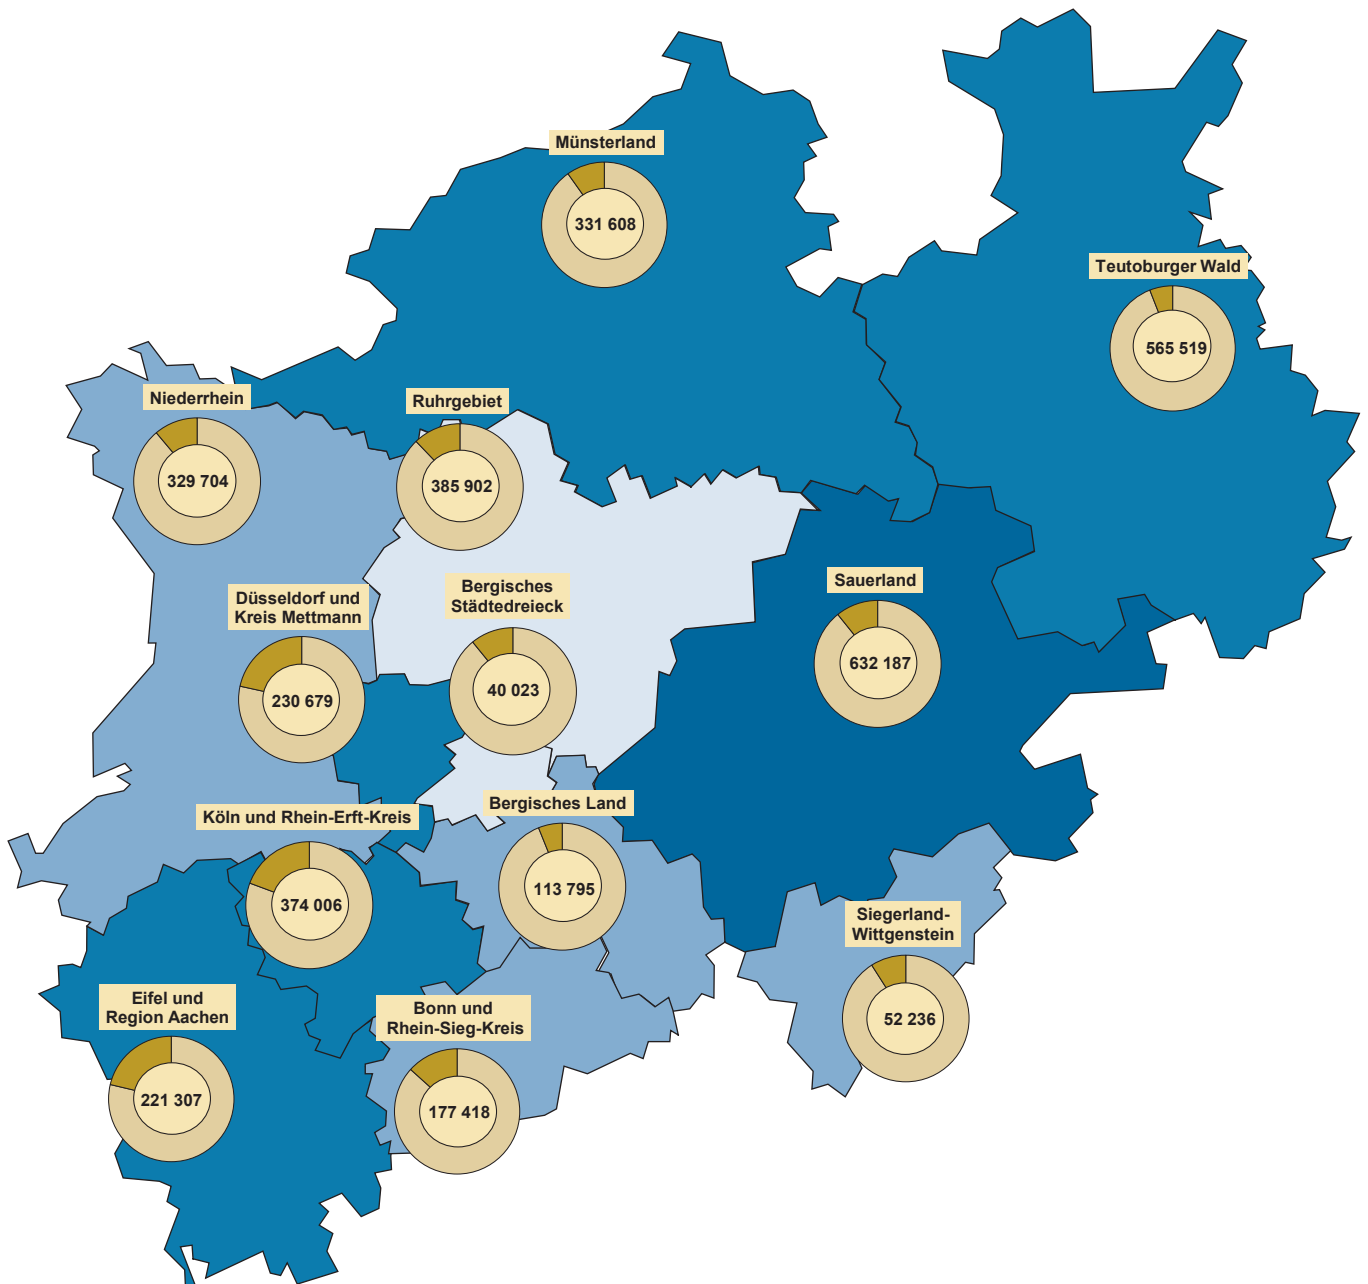 Münsterland
331 608
Teutoburger Wald
565 519
Niederrhein
329 704
Ruhrgebiet
385 902
Düsseldorf und
Kreis Mettmann
230 679
Bergisches
Städtedreieck
40 023
Sauerland
632 187
Köln und Rhein-Erft-Kreis
374 006
Bergisches Land
113 795
Siegerland-
Wittgenstein
52 236
Eifel und
Region Aachen
221 307
Bonn und
Rhein-Sieg-Kreis
177 418